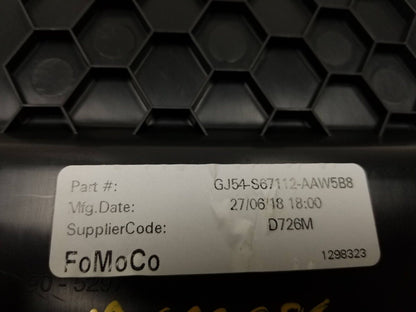 Part #: GJ54-S67112-AAW5B8
Mfg.Date: 27/06/18 18:00
SupplierCode: D726M
FoMoCo 1298323